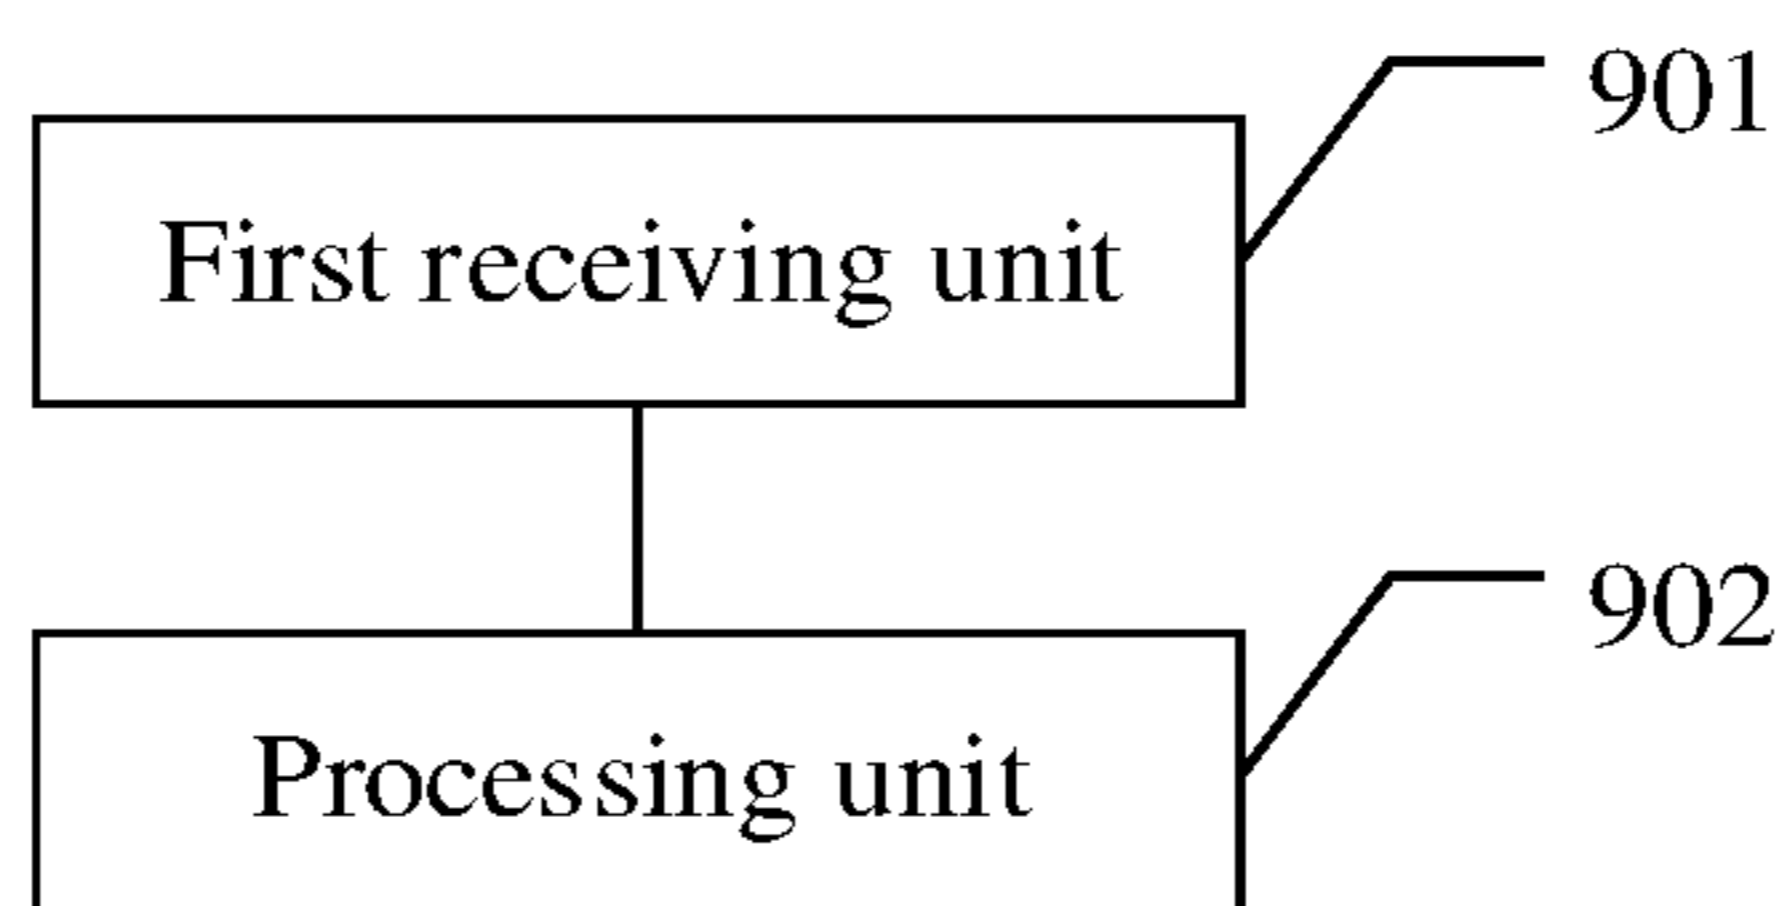 901
First receiving unit
902
Processing unit